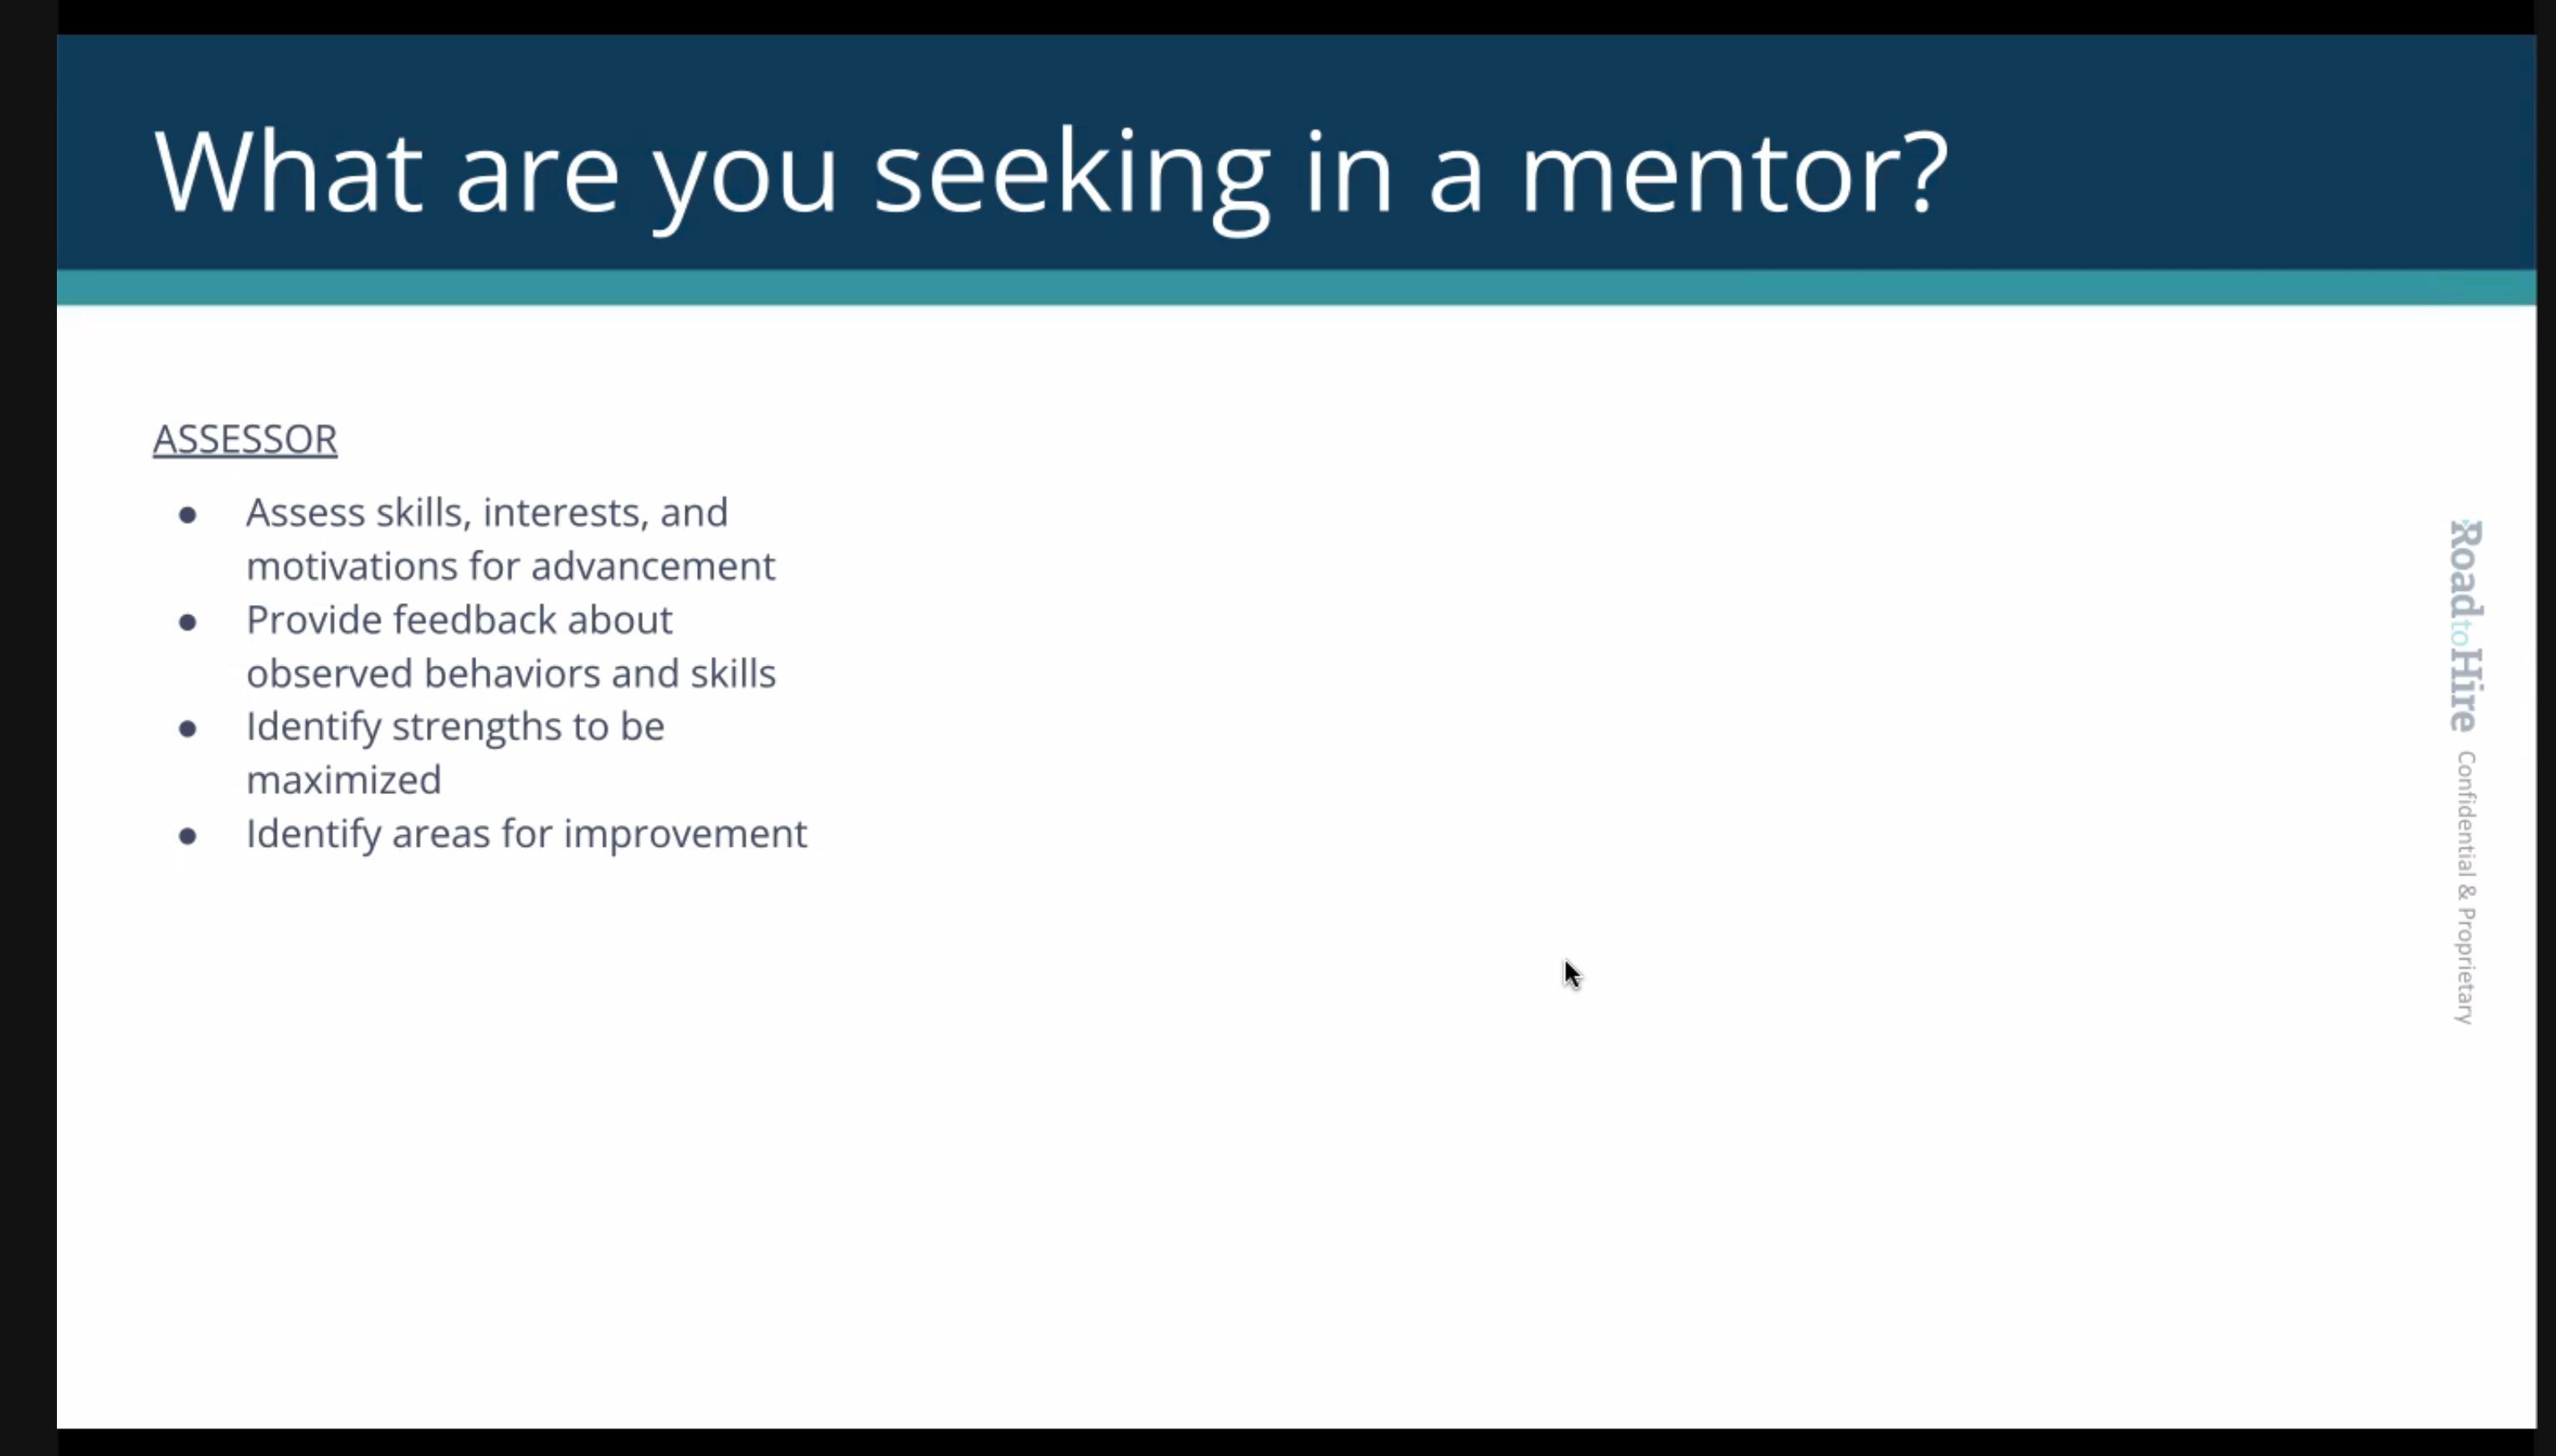 What are you seeking in a mentor?
ASSESSOR
● Assess skills, interests, and
motivations for advancement
● Provide feedback about
observed behaviors and skills
● Identify strengths to be
maximized
● Identify areas for improvement
RoadtoHire Confidential & Proprietary